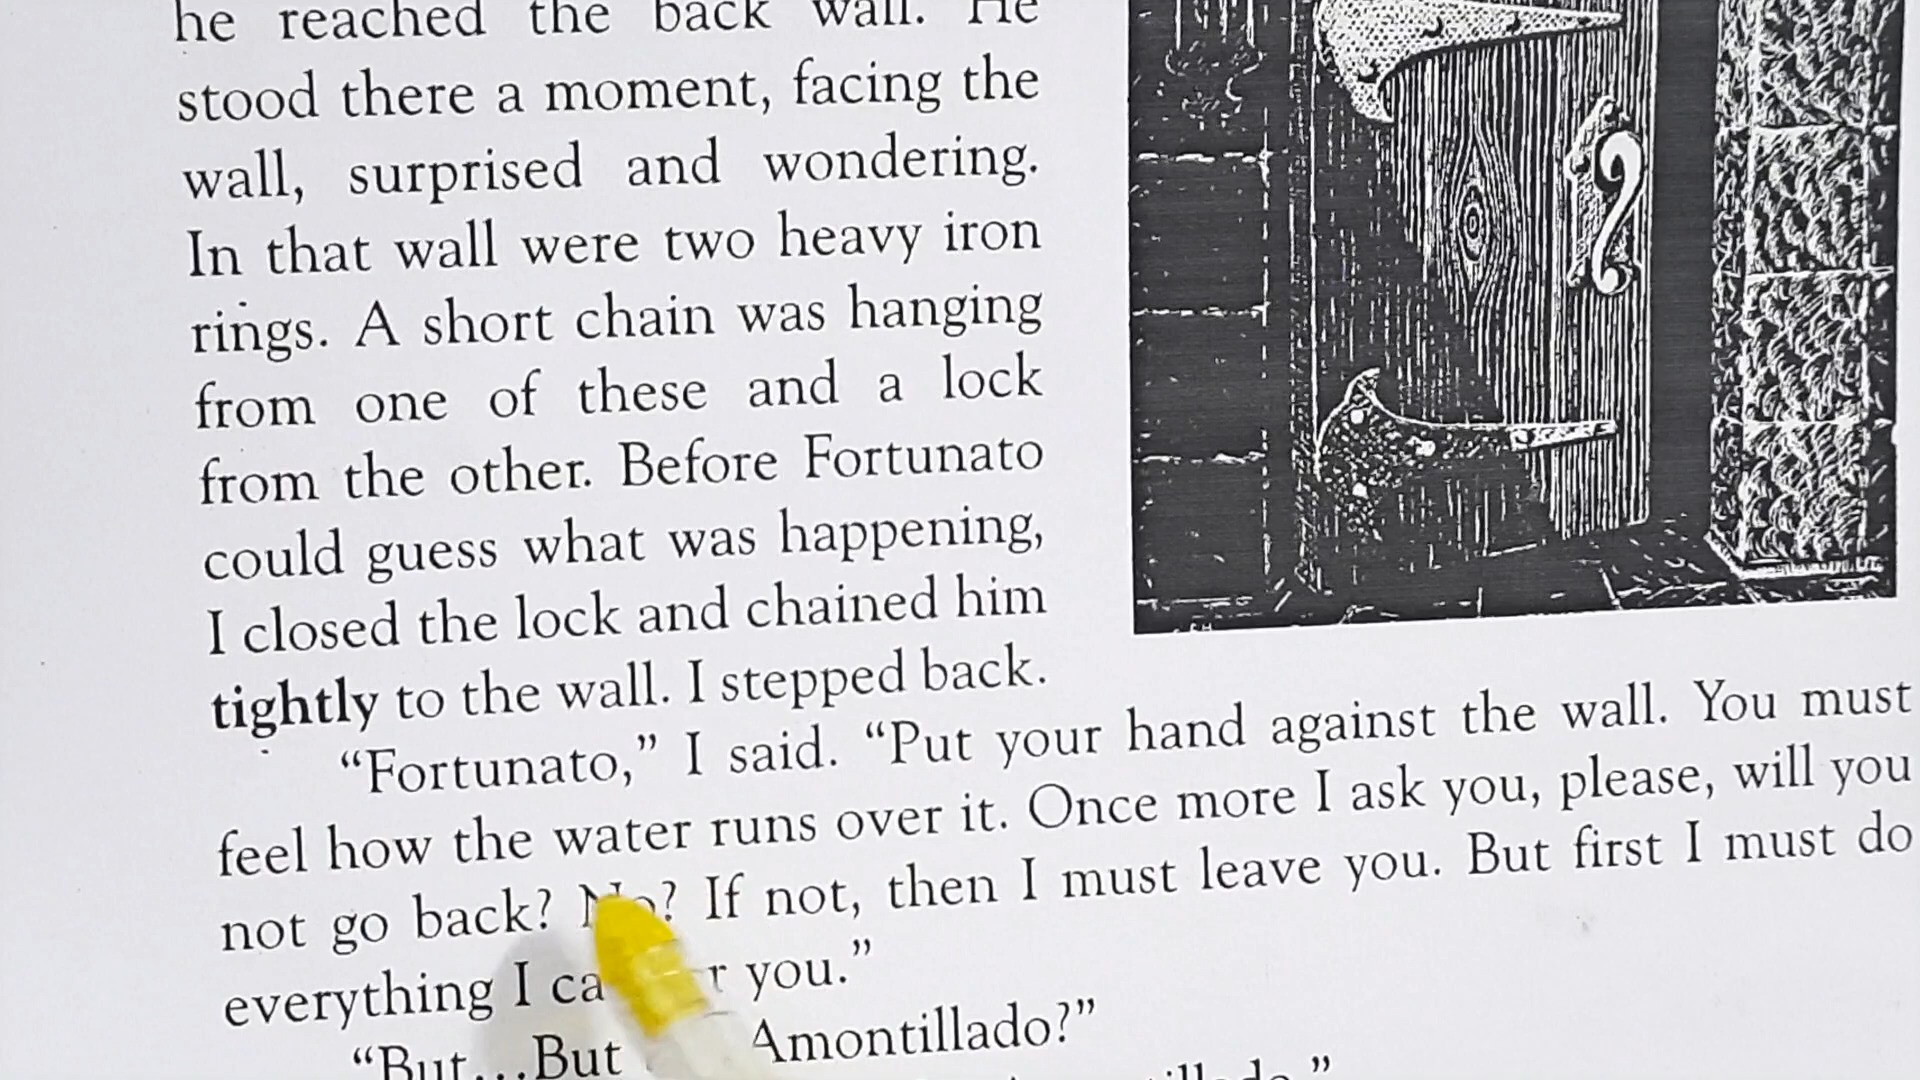 he reached the back wall. He
stood there a moment, facing the
wall, surprised and wondering.
In that wall were two heavy iron
rings. A short chain was hanging
from one of these and a lock
from the other. Before Fortunato
could guess what was happening,
I closed the lock and chained him
tightly to the wall. I stepped back.
“Fortunato,” I said. “Put your hand against the wall. You must
feel how the water runs over it. Once more I ask you, please, will you
not go back? No? If not, then I must leave you. But first I must do
everything I you.”
“But...But Amontillado?”